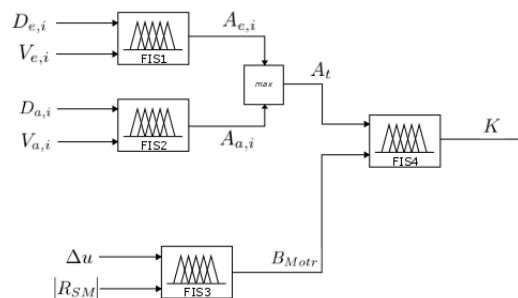 D_{e,i}
V_{e,i}
FIS1
A_{e,i}
max
A_t
D_{a,i}
V_{a,i}
FIS2
A_{a,i}
FIS4
K
Δu
|R_{SM}|
FIS3
B_{Motr}